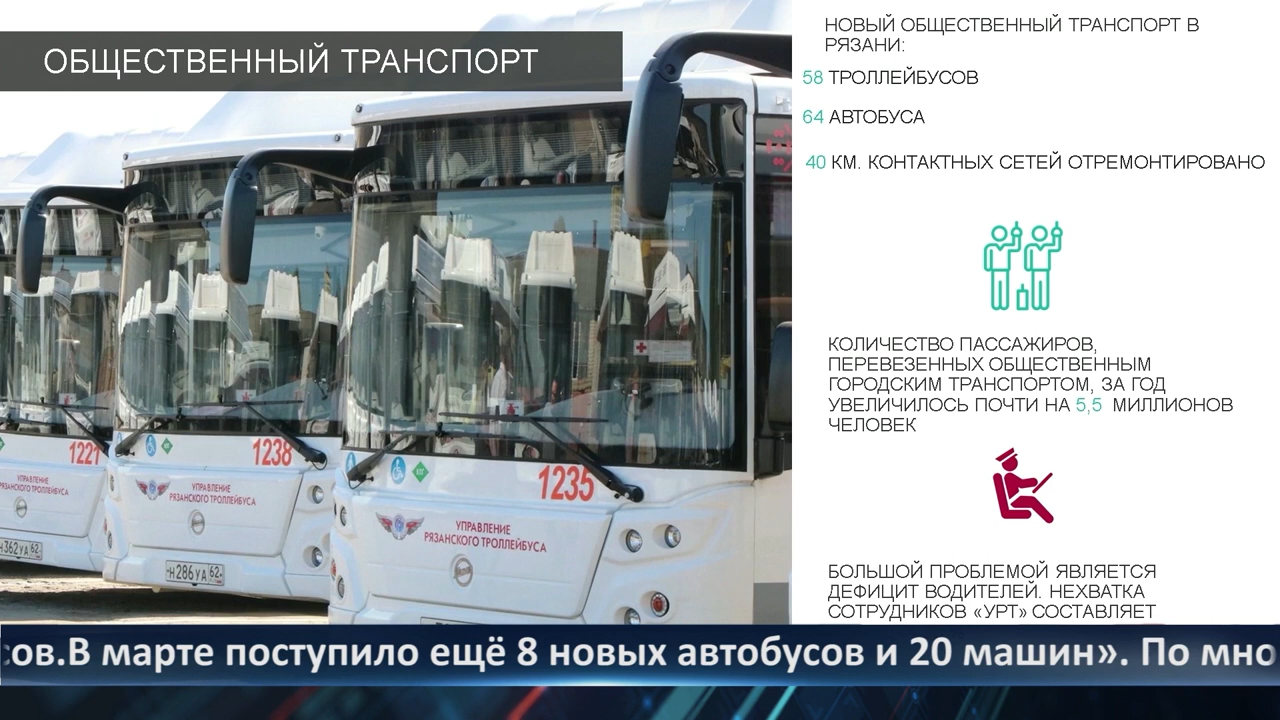 ОБЩЕСТВЕННЫЙ ТРАНСПОРТ
НОВЫЙ ОБЩЕСТВЕННЫЙ ТРАНСПОРТ В
РЯЗАНИ:
58 ТРОЛЛЕЙБУСОВ
64 АВТОБУСА
40 КМ. КОНТАКТНЫХ СЕТЕЙ ОТРЕМОНТИРОВАНО
КОЛИЧЕСТВО ПАССАЖИРОВ,
ПЕРЕВЕЗЕННЫХ ОБЩЕСТВЕННЫМ
ГОРОДСКИМ ТРАНСПОРТОМ, ЗА ГОД
УВЕЛИЧИЛОСЬ ПОЧТИ НА 5,5 МИЛЛИОНОВ
ЧЕЛОВЕК
БОЛЬШОЙ ПРОБЛЕМОЙ ЯВЛЯЕТСЯ
ДЕФИЦИТ ВОДИТЕЛЕЙ. НЕХВАТКА
СОТРУДНИКОВ «УРТ» СОСТАВЛЯЕТ
1221
УПРАВЛЕНИЕ
РЯЗАНСКОГО ТРОЛЛЕЙБУСА
Н362УА 62
1238
УПРАВЛЕНИЕ
РЯЗАНСКОГО ТРОЛЛЕЙБУСА
Н286УА 62
1235
УПРАВЛЕНИЕ
РЯЗАНСКОГО ТРОЛЛЕЙБУСА
сов.В марте поступило ещё 8 новых автобусов и 20 машин». По мно